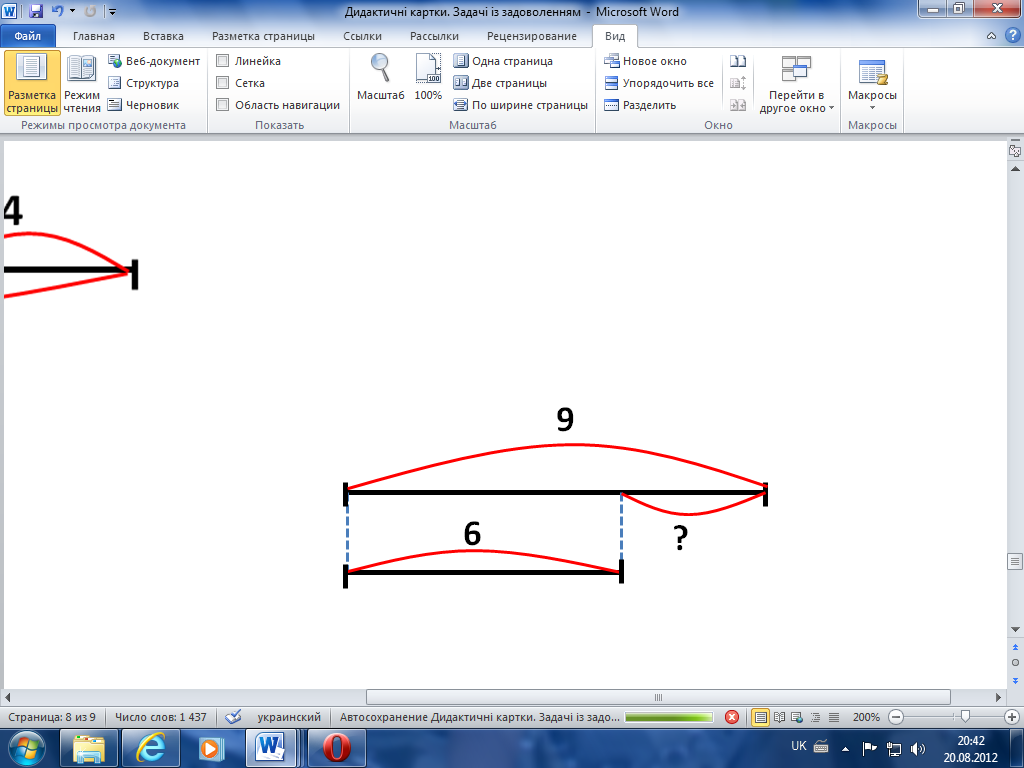 Дидактичні картки. Задачі із задоволенням - Microsoft Word
Файл Главная Вставка Разметка страницы Ссылки Рассылки Рецензирование Вид
Разметка страницы
Режим чтения
Веб-документ
Структура
Черновик
Режимы просмотра документа
Линейка
Сетка
Область навигации
Показать
Масштаб
100%
Одна страница
Две страницы
По ширине страницы
Масштаб
Новое окно
Упорядочить все
Разделить
Перейти в другое окно
Окно
Макросы
Макросы
4
9
6
?
Страница: 8 из 9 Число слов: 1 437 украинский Автосохранение Дидактичні картки. Задачі із задо... 200%
UK
20:42
20.08.2012